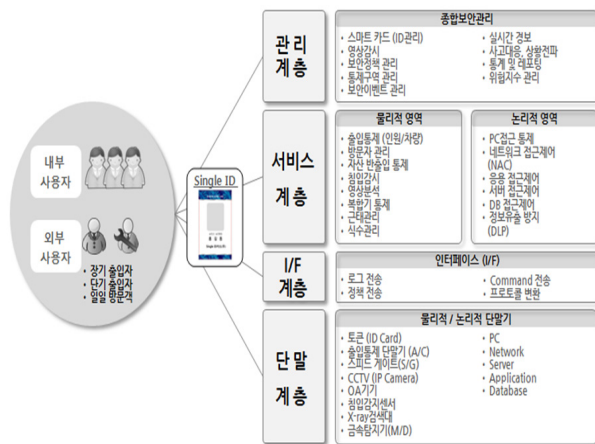 내부
사용자
외부
사용자
• 장기 출입자
• 단기 출입자
• 일일 방문객
Single ID
관 리
계 층
종합보안관리
• 스마트 카드 (ID관리)
• 영상감시
• 보안정책 관리
• 통제구역 관리
• 보안이벤트 관리
• 실시간 경보
• 사고대응, 상황전파
• 통계 및 레포팅
• 위험지수 관리
서비스
계 층
물리적 영역
• 출입통제 (인원/차량)
• 방문자 관리
• 자산 반출입 통제
• 침입감시
• 영상분석
• 복합기 통제
• 근태관리
• 식수관리
논리적 영역
• PC접근 통제
• 네트워크 접근제어
(NAC)
• 응용 접근제어
• 서버 접근제어
• DB 접근제어
• 정보유출 방지
(DLP)
I/F
계층
인터페이스 (I/F)
• 로그 전송
• 정책 전송
• Command 전송
• 프로토콜 변환
단 말
계 층
물리적 / 논리적 단말기
• 토큰 (ID Card)
• 출입통제 단말기 (A/C)
• 스피드 게이트(S/G)
• CCTV (IP Camera)
• OA기기
• 침입감지센서
• X-ray검색대
• 금속탐지기(M/D)
• PC
• Network
• Server
• Application
• Database